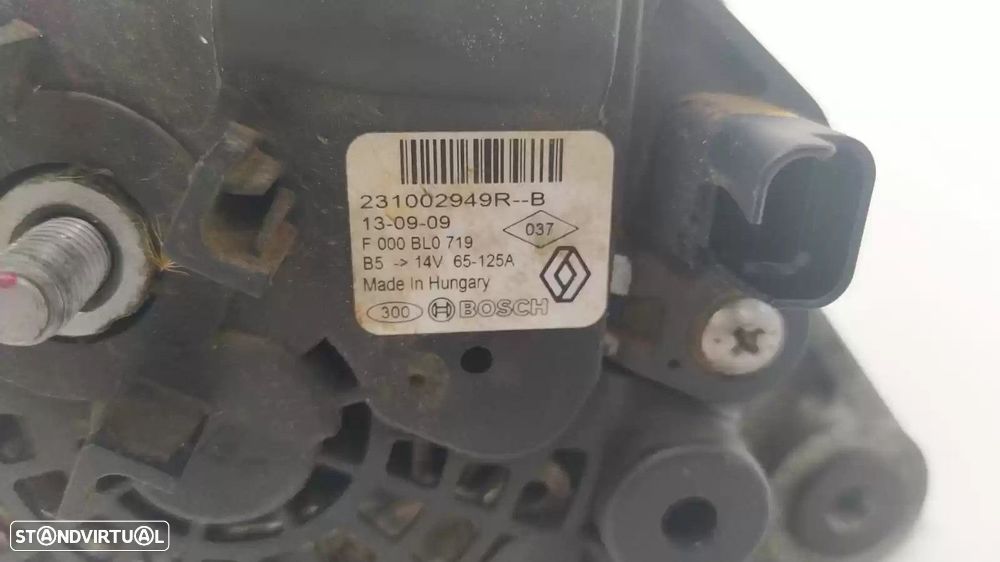 231002949R--B
13-09-09
037
F 000 BL0 719
B5 -> 14V 65-125A
Made In Hungary
300 BOSCH
STANDVIRTUAL